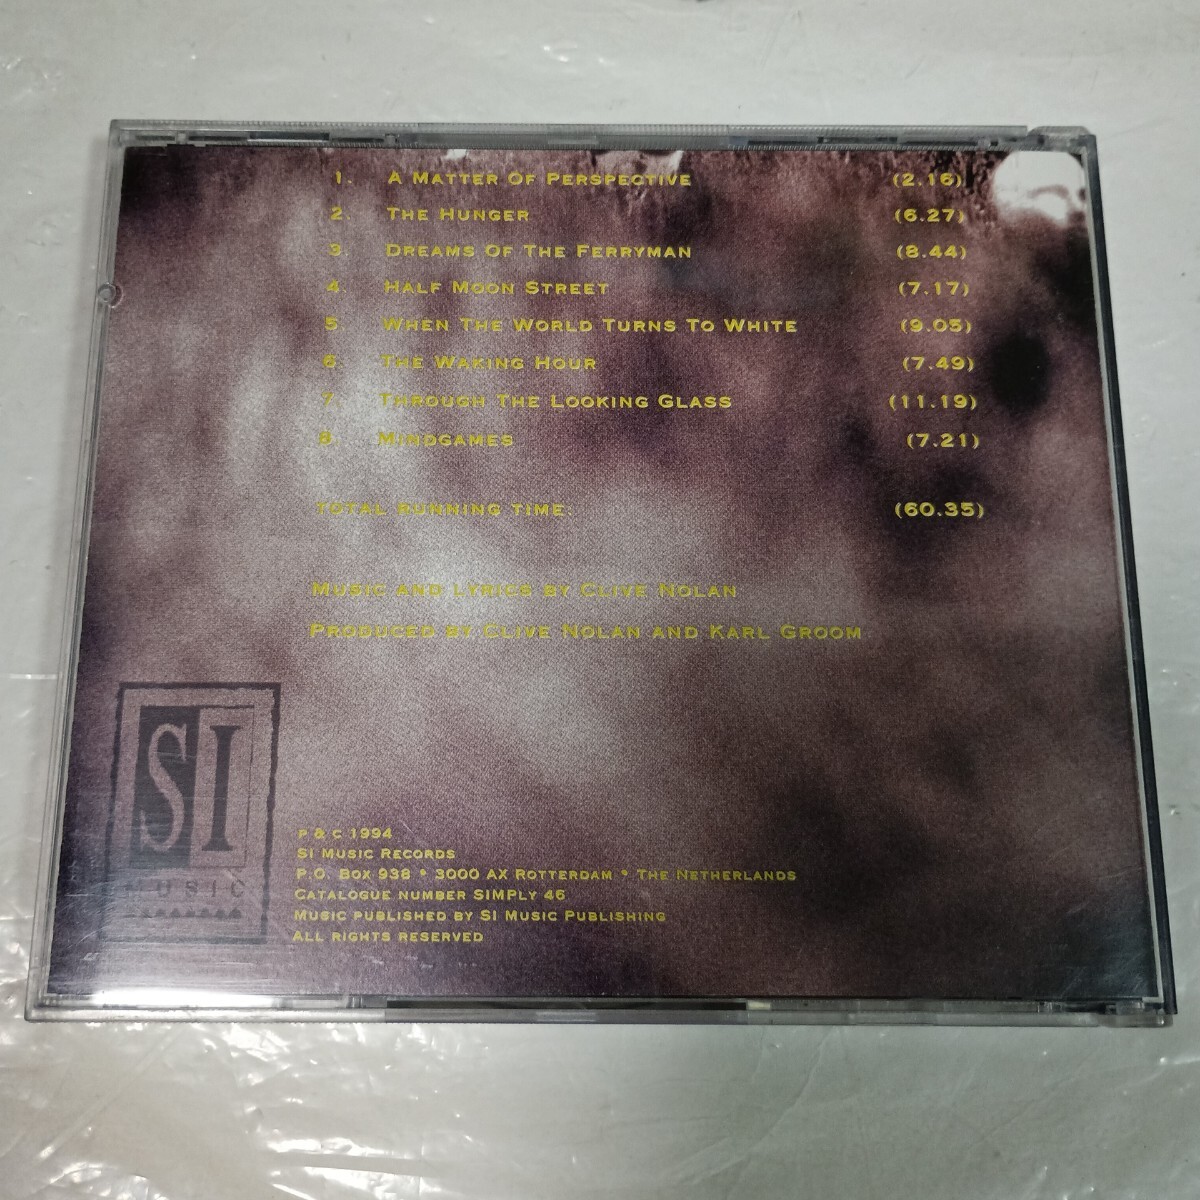 1. A Matter Of Perspective (2.16)
2. The Hunger (6.27)
3. Dreams Of The Ferryman (8.44)
4. Half Moon Street (7.17)
5. When The World Turns To White (9.05)
6. The Waking Hour (7.49)
7. Through The Looking Glass (11.19)
8. Mindgames (7.21)
Total running time: (60.35)
Music and Lyrics by Clive Nolan
Produced by Clive Nolan and Karl Groom
SI
MUSIC
P & C 1994
SI Music Records
P.O. Box 938 • 3000 AX Rotterdam • The Netherlands
Catalogue number SIMPly 46
Music published by SI Music Publishing
All rights reserved